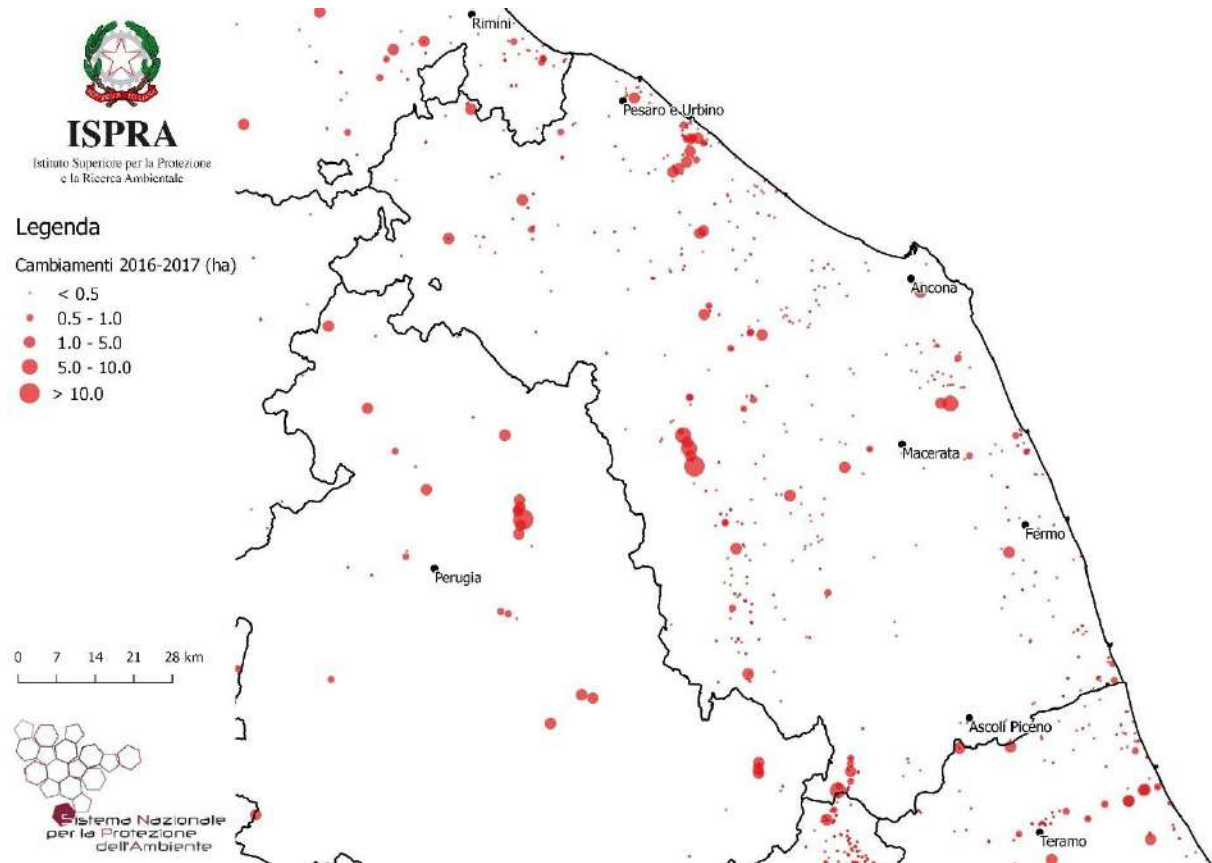 ISPRA
Istituto Superiore per la Protezione
e la Ricerca Ambientale
Legenda
Cambiamenti 2016-2017 (ha)
< 0.5
0.5 - 1.0
1.0 - 5.0
5.0 - 10.0
> 10.0
Rimini
Pesaro e Urbino
Ancona
Macerata
Fermo
Perugia
Ascoli Piceno
Teramo
0 7 14 21 28 km
Sistema Nazionale
per la Protezione
dell'Ambiente